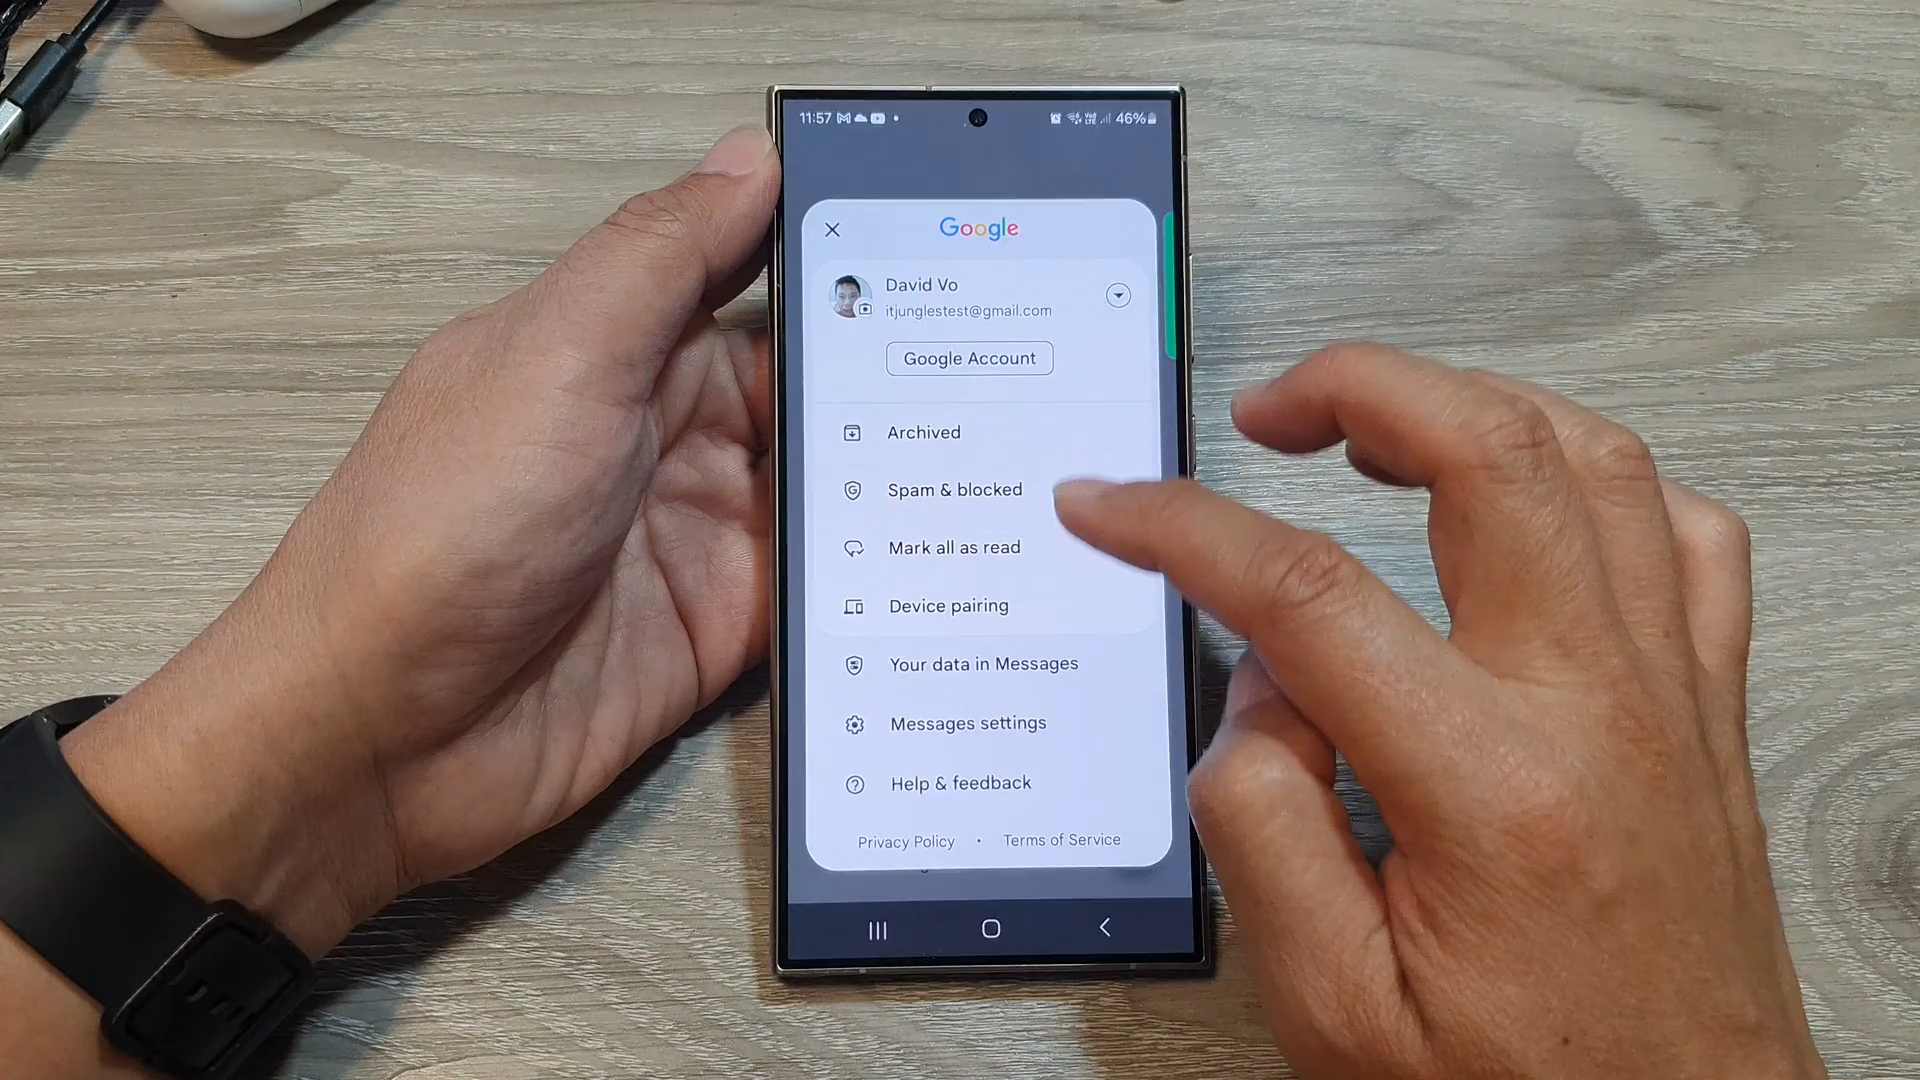 11:57 46%
Google
David Vo
itjunglestest@gmail.com
Google Account
Archived
Spam & blocked
Mark all as read
Device pairing
Your data in Messages
Messages settings
Help & feedback
Privacy Policy • Terms of Service